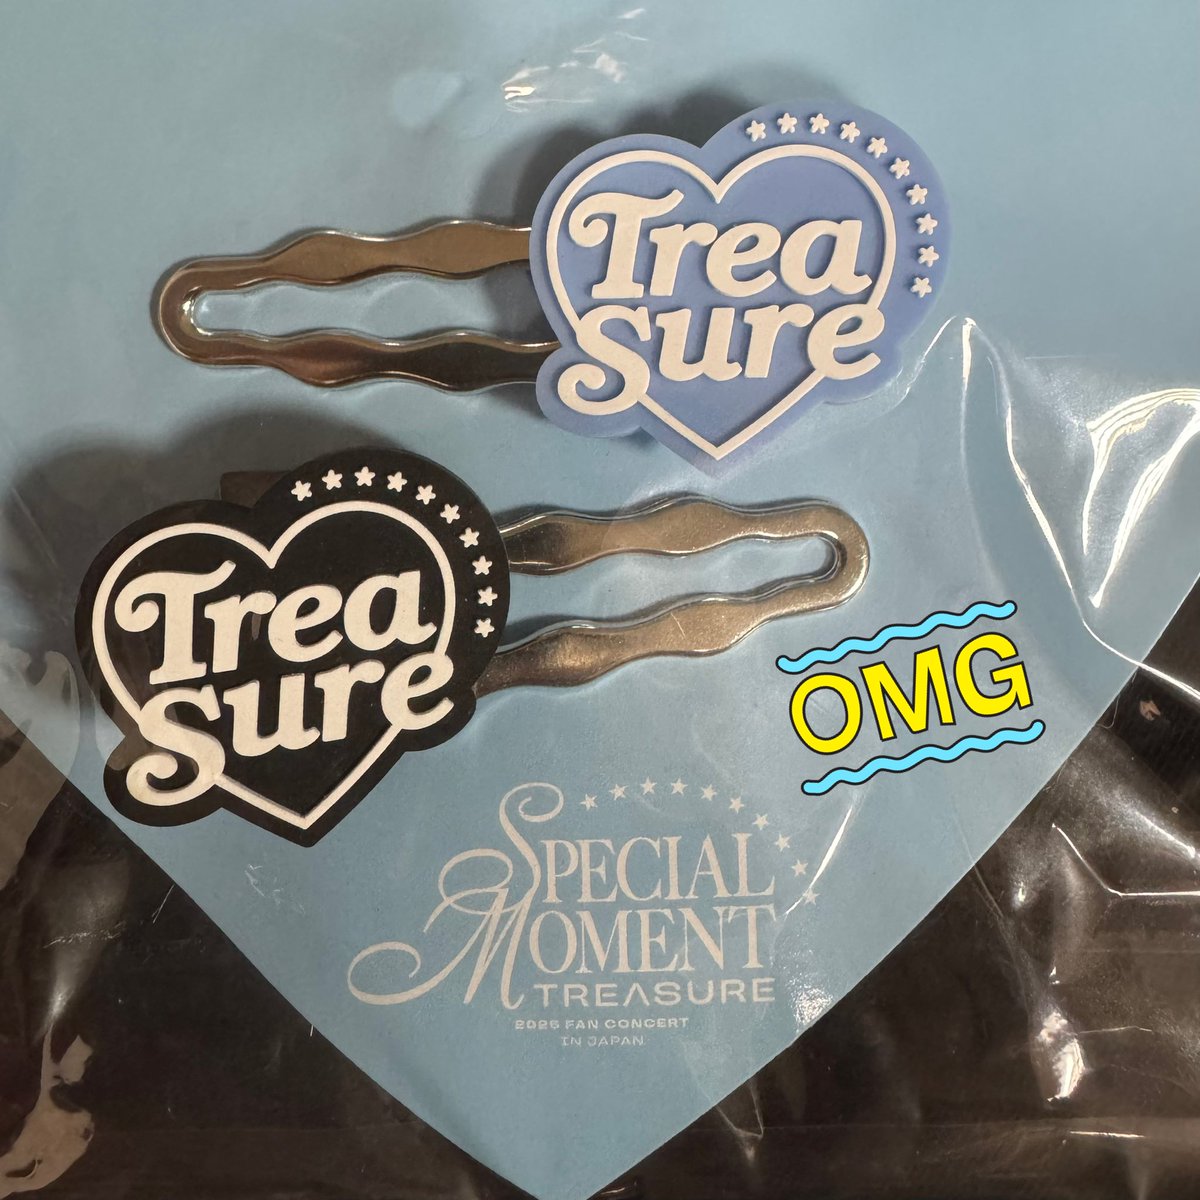 Trea
sure
Trea
sure
OMG
SPECIAL
MOMENT
TREASURE
2025 FAN CONCERT
IN JAPAN